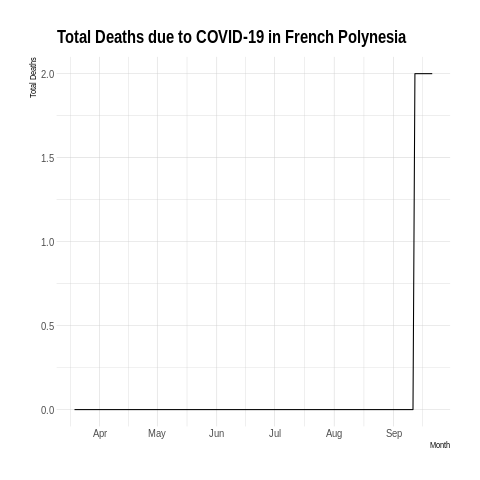 Total Deaths due to COVID-19 in French Polynesia
Total Deaths
2.0
1.5
1.0
0.5
0.0
Apr May Jun Jul Aug Sep
Month